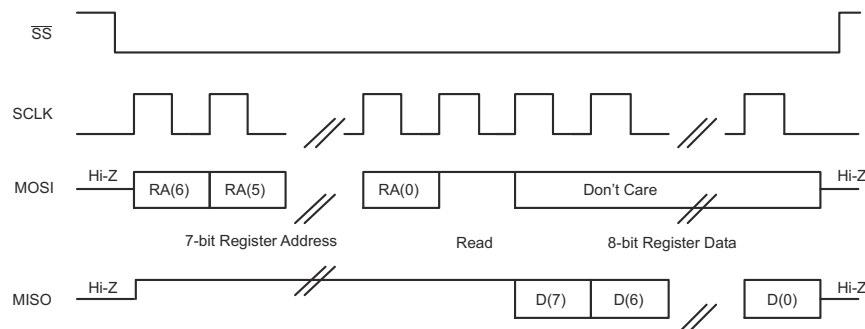 SS
SCLK
Hi-Z RA(6) RA(5) RA(0) Don't Care Hi-Z
MOSI
7-bit Register Address Read 8-bit Register Data
Hi-Z D(7) D(6) D(0) Hi-Z
MISO